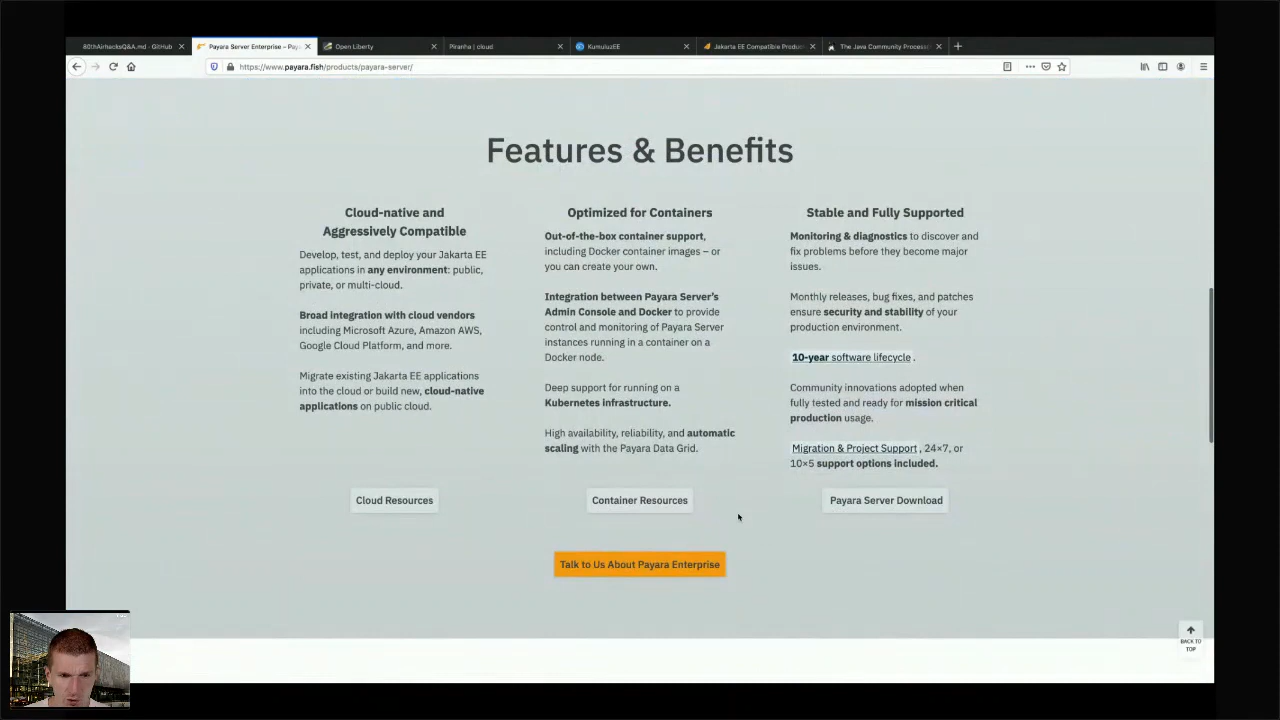 80thAirhacksQ&A.md · GitHub
Payara Server Enterprise – Paya
Open Liberty
Piranha | cloud
KumuluzEE
Jakarta EE Compatible Product
The Java Community Process
https://www.payara.fish/products/payara-server/
Features & Benefits
Cloud-native and
Aggressively Compatible
Develop, test, and deploy your Jakarta EE
applications in any environment: public,
private, or multi-cloud.
Broad integration with cloud vendors
including Microsoft Azure, Amazon AWS,
Google Cloud Platform, and more.
Migrate existing Jakarta EE applications
into the cloud or build new, cloud-native
applications on public cloud.
Cloud Resources
Optimized for Containers
Out-of-the-box container support,
including Docker container images – or
you can create your own.
Integration between Payara Server's
Admin Console and Docker to provide
control and monitoring of Payara Server
instances running in a container on a
Docker node.
Deep support for running on a
Kubernetes infrastructure.
High availability, reliability, and automatic
scaling with the Payara Data Grid.
Container Resources
Stable and Fully Supported
Monitoring & diagnostics to discover and
fix problems before they become major
issues.
Monthly releases, bug fixes, and patches
ensure security and stability of your
production environment.
10-year software lifecycle .
Community innovations adopted when
fully tested and ready for mission critical
production usage.
Migration & Project Support , 24×7, or
10×5 support options included.
Payara Server Download
Talk to Us About Payara Enterprise
BACK TO
TOP